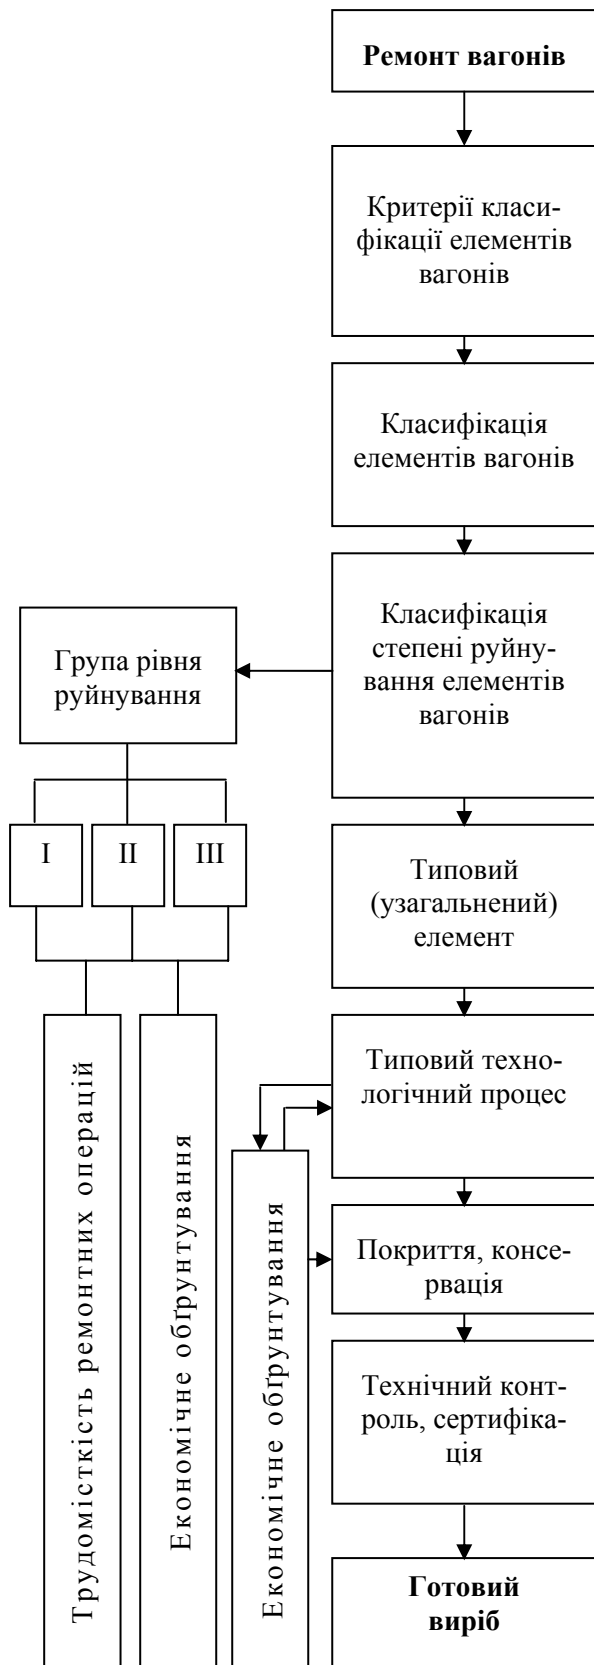 Ремонт вагонів
Критерії класи-
фікації елементів
вагонів
Класифікація
елементів вагонів
Класифікація
степені руйну-
вання елементів
вагонів
Група рівня
руйнування
I
II
III
Типовий
(узагальнений)
елемент
Трудомісткість ремонтних операцій
Економічне обґрунтування
Економічне обґрунтування
Типовий техно-
логічний процес
Покриття, консе-
рвація
Технічний конт-
роль, сертифіка-
ція
Готовий
виріб